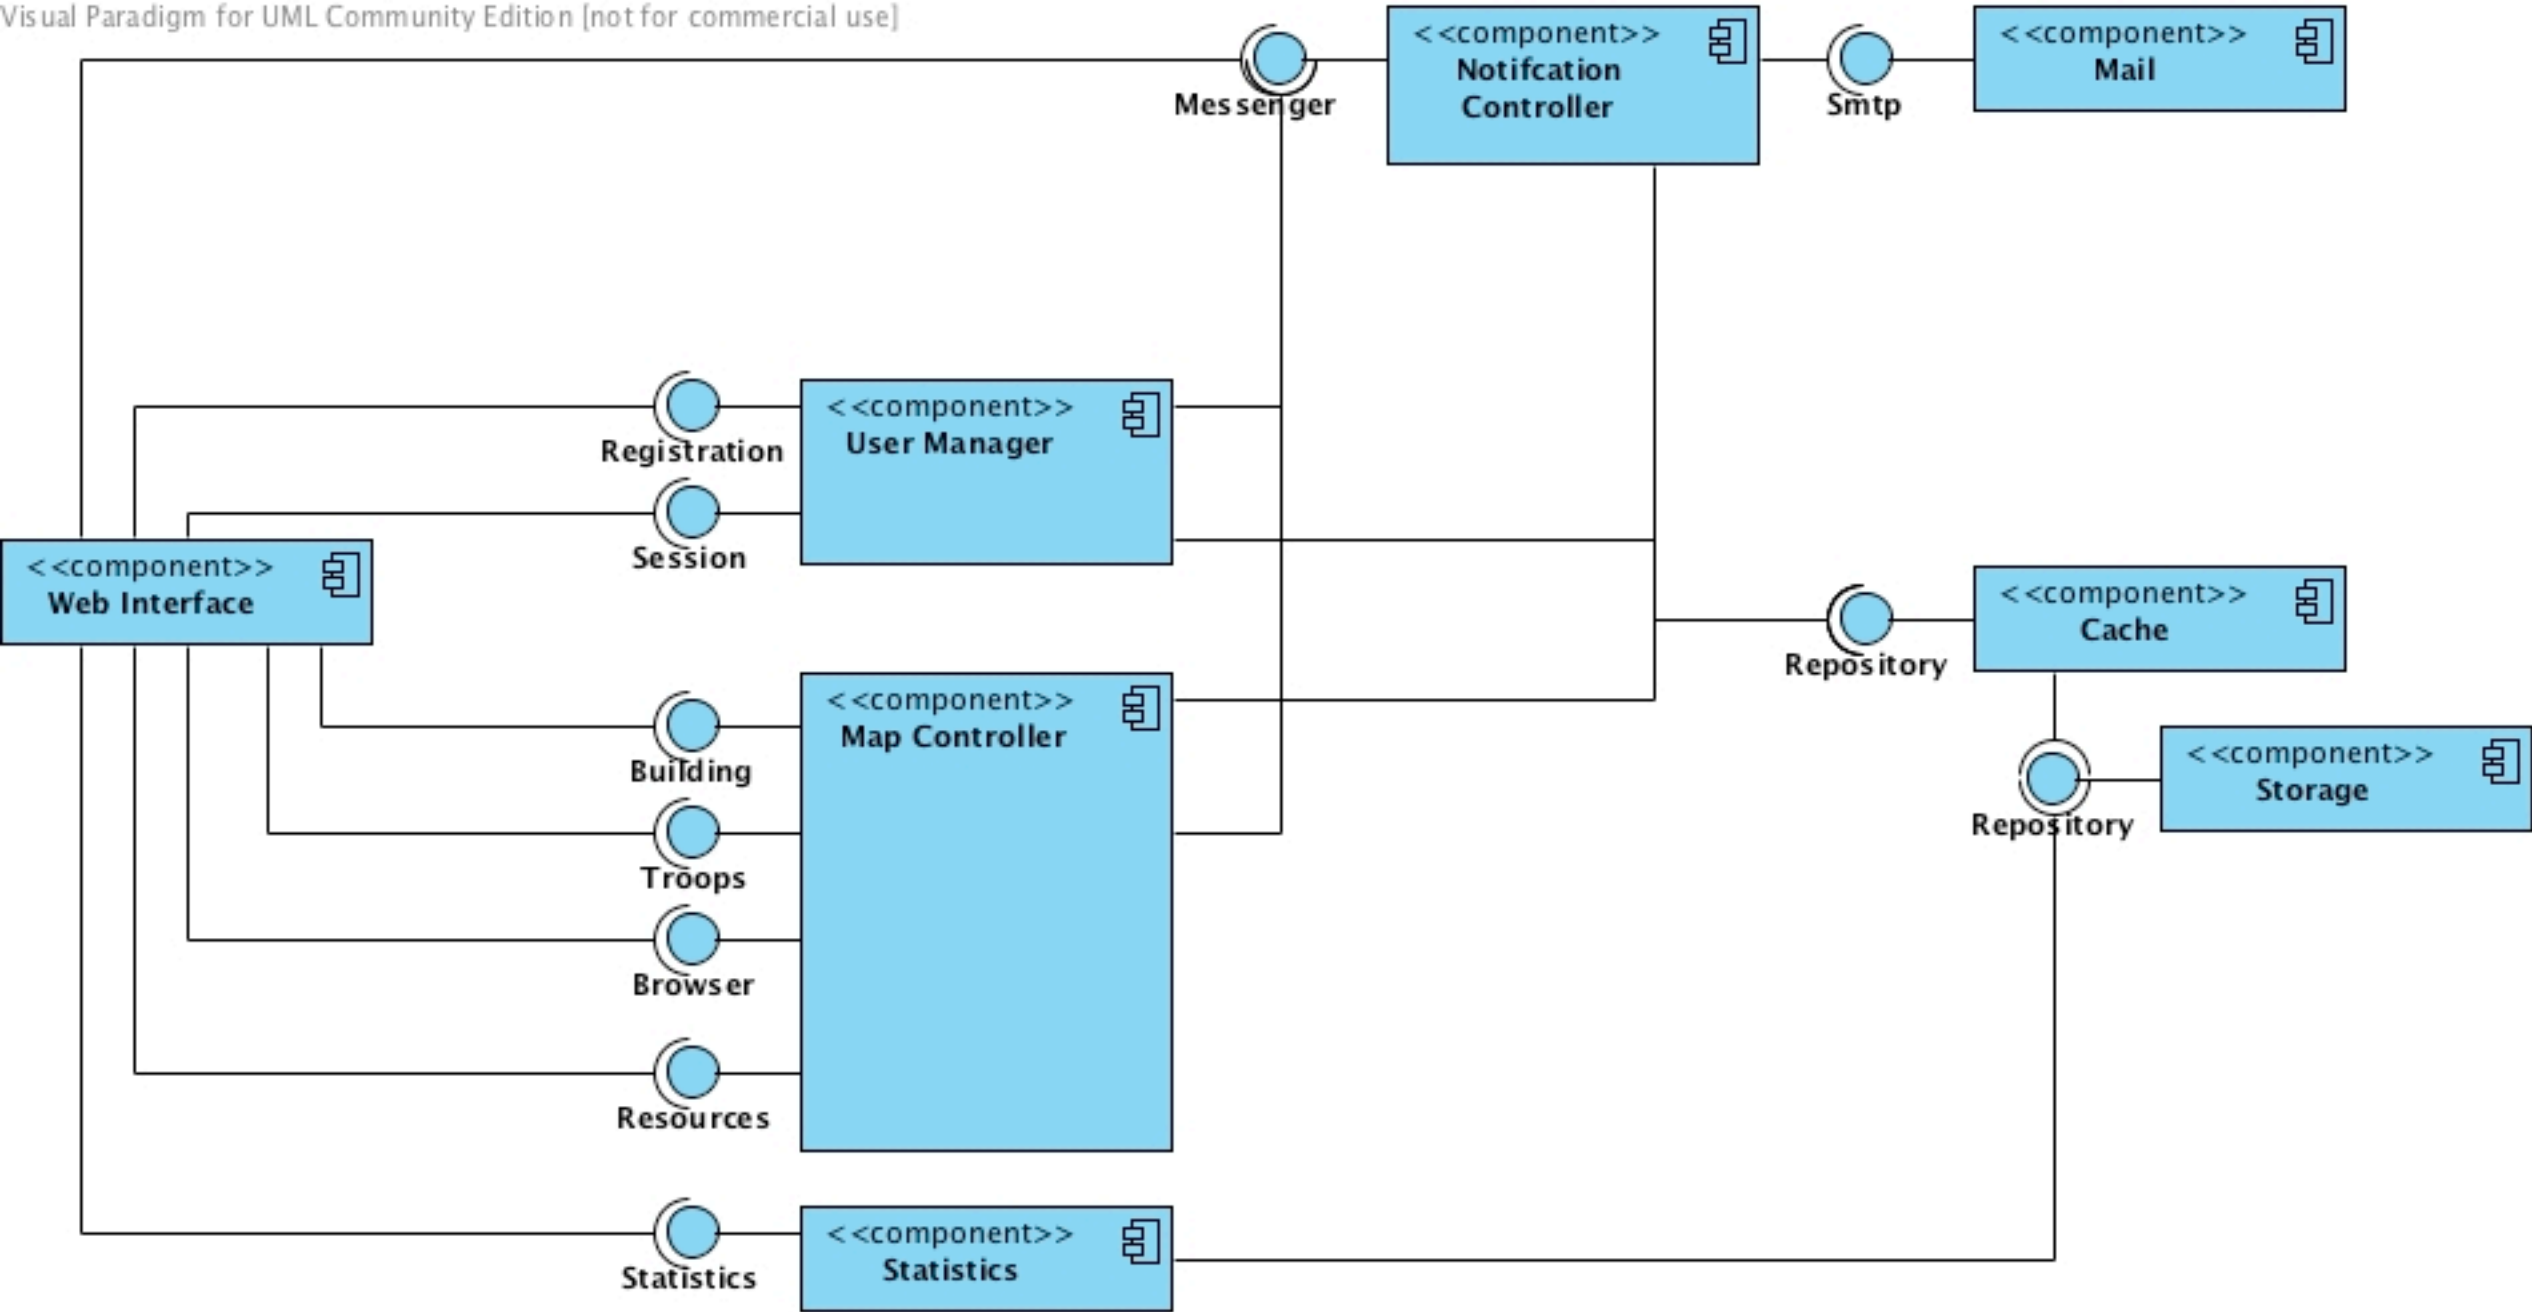 Visual Paradigm for UML Community Edition [not for commercial use]
<<component>>
Notifcation
Controller
<<component>>
Mail
Messenger
Smtp
<<component>>
User Manager
Registration
Session
<<component>>
Web Interface
<<component>>
Cache
Repository
<<component>>
Map Controller
Building
<<component>>
Storage
Repository
Troops
Browser
Resources
<<component>>
Statistics
Statistics